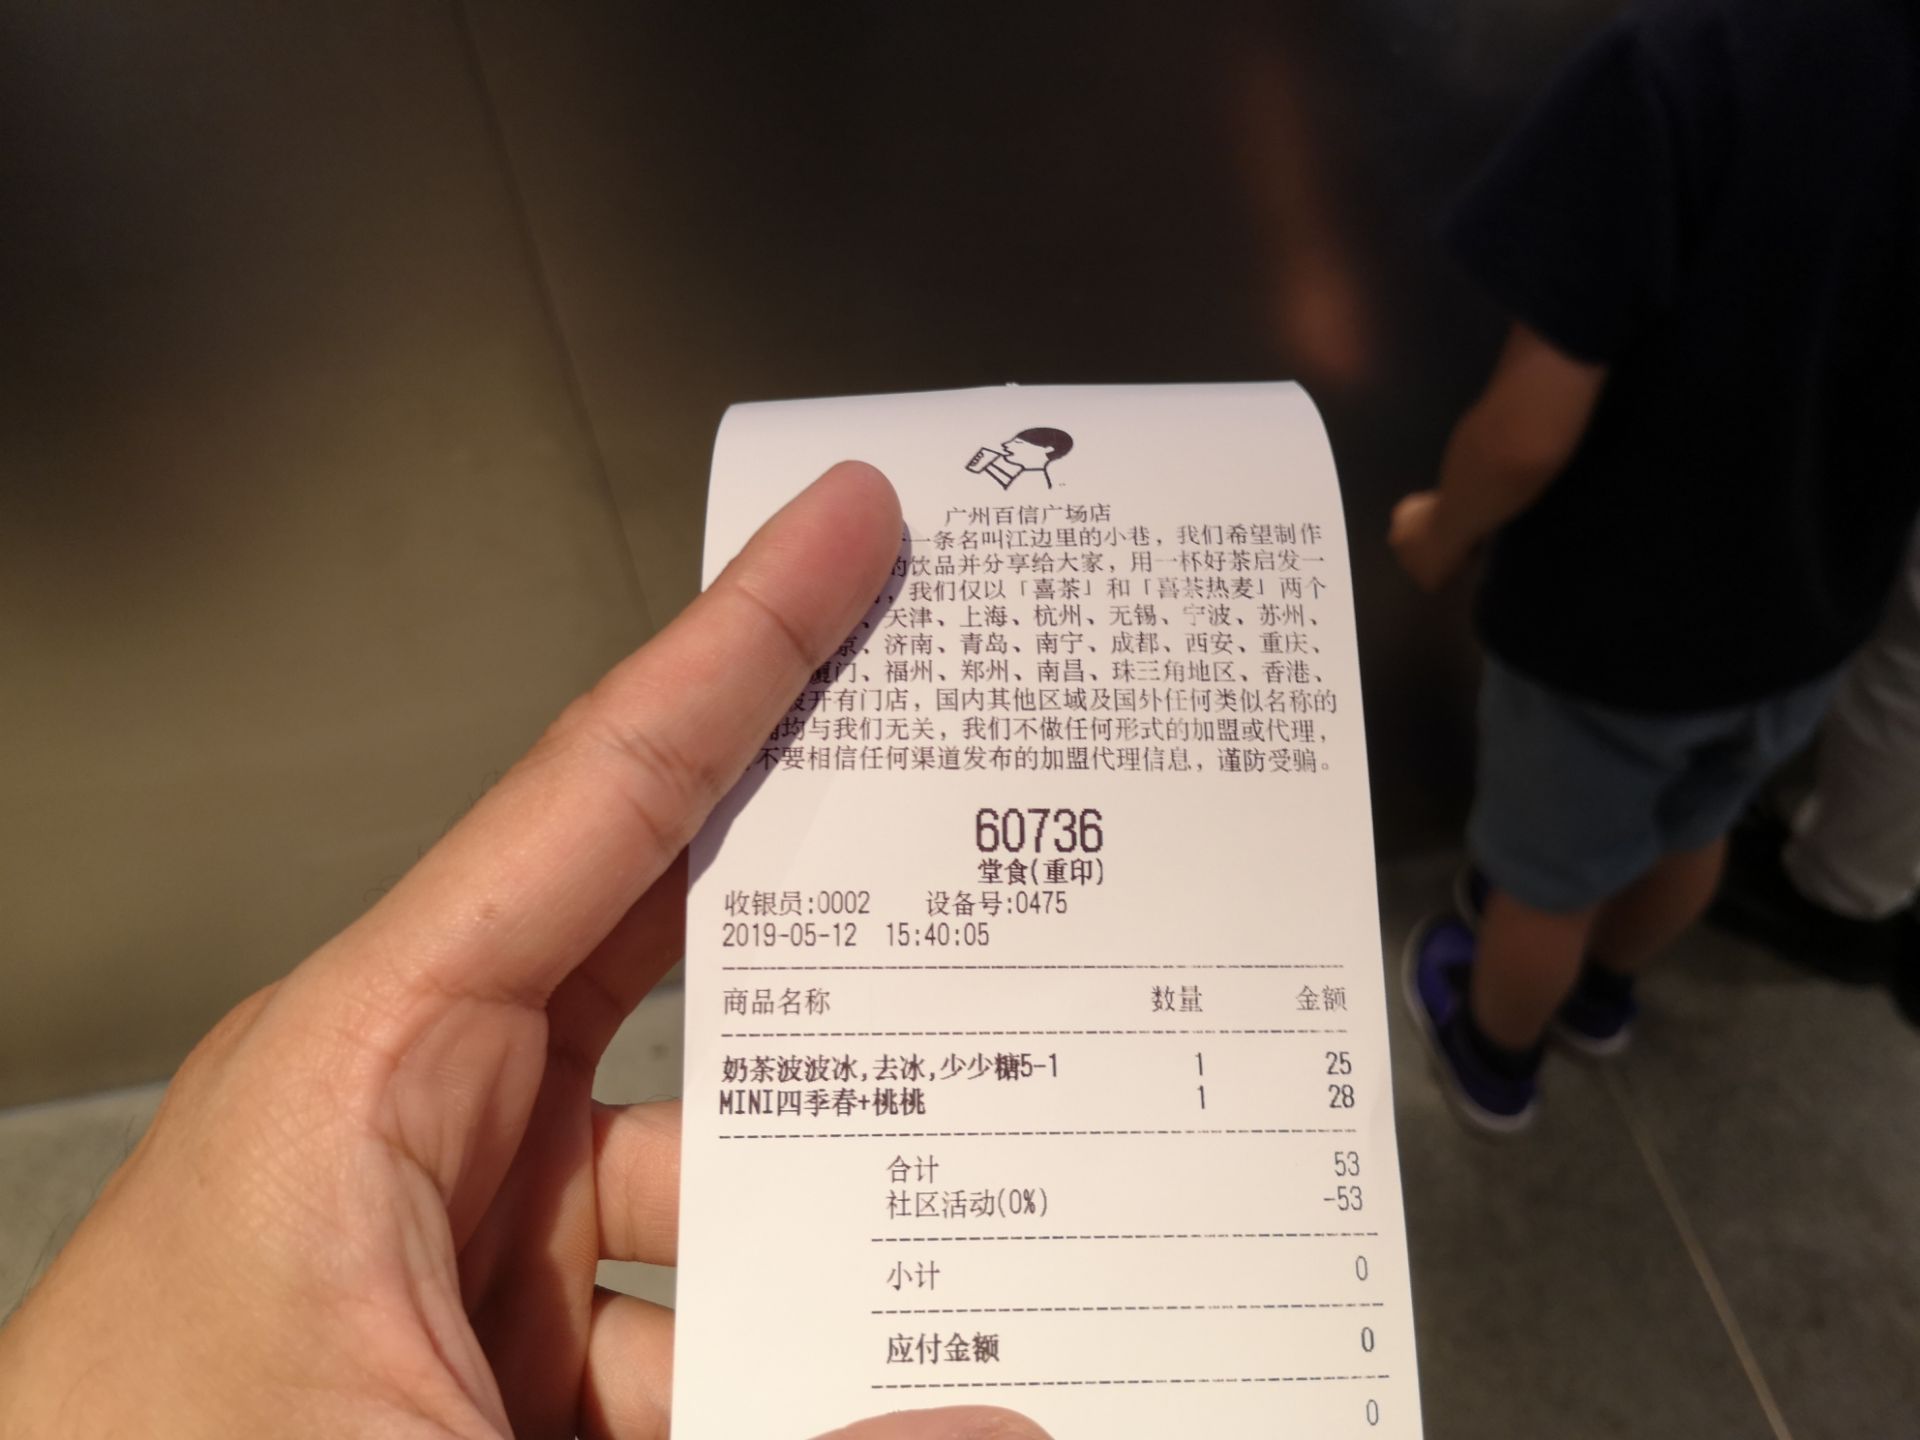 广州百信广场店
一条名叫江边里的小巷，我们希望制作
的饮品并分享给大家，用一杯好茶启发一
，我们仅以「喜茶」和「喜茶热麦」两个
、天津、上海、杭州、无锡、宁波、苏州、
京、济南、青岛、南宁、成都、西安、重庆、
厦门、福州、郑州、南昌、珠三角地区、香港、
开有门店，国内其他区域及国外任何类似名称的
均与我们无关，我们不做任何形式的加盟或代理，
不要相信任何渠道发布的加盟代理信息，谨防受骗。
60736
堂食(重印)
收银员:0002 设备号:0475
2019-05-12 15:40:05
商品名称 数量 金额
奶茶波波冰,去冰,少少糖5-1 1 25
MINI四季春+桃桃 1 28
合计 53
社区活动(0%) -53
小计 0
应付金额 0
0